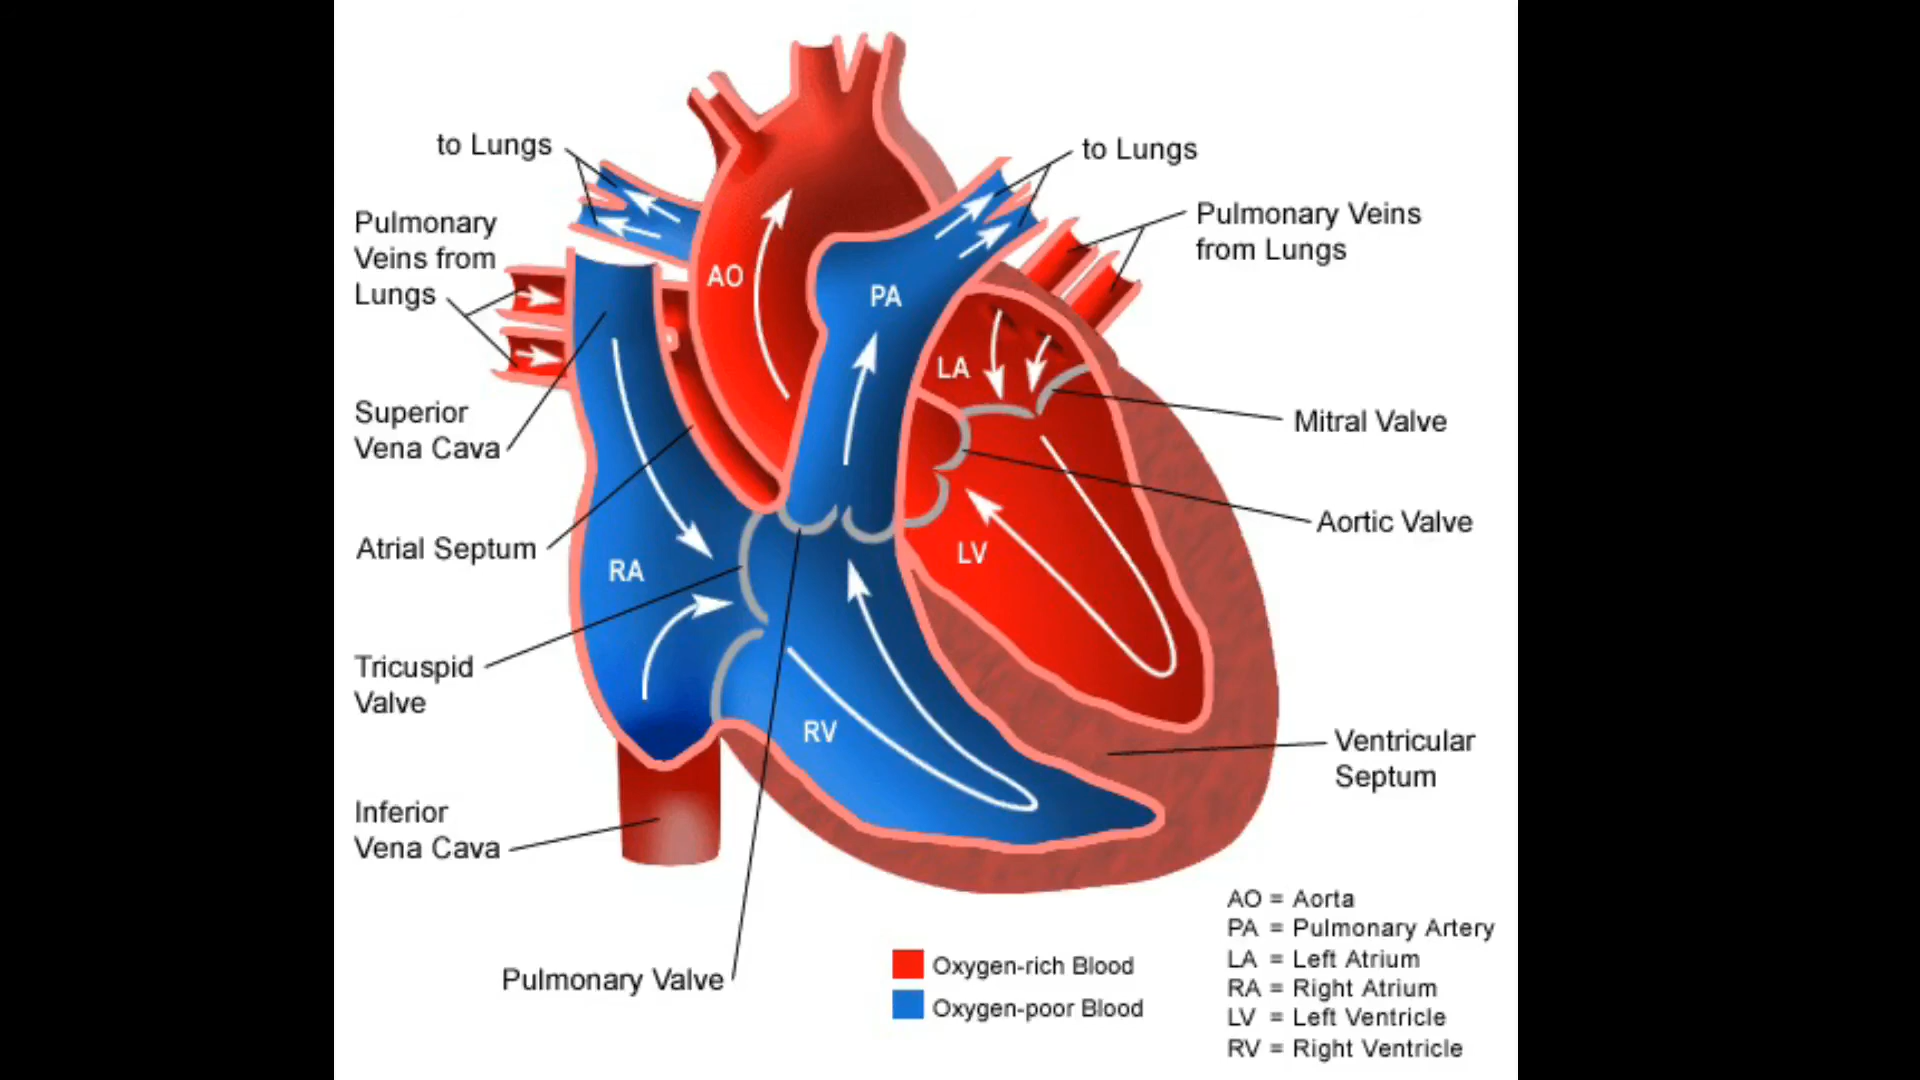 to Lungs
to Lungs
Pulmonary
Veins from
Lungs
Pulmonary Veins
from Lungs
AO
PA
LA
Superior
Vena Cava
Mitral Valve
Aortic Valve
Atrial Septum
RA
LV
Tricuspid
Valve
RV
Ventricular
Septum
Inferior
Vena Cava
Pulmonary Valve
Oxygen-rich Blood
Oxygen-poor Blood
AO = Aorta
PA = Pulmonary Artery
LA = Left Atrium
RA = Right Atrium
LV = Left Ventricle
RV = Right Ventricle